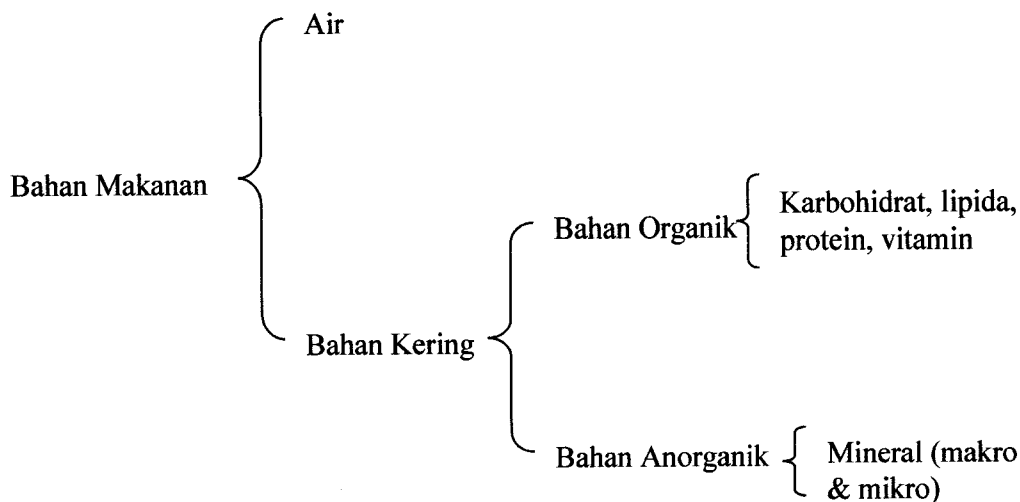 Air
Bahan Makanan
Bahan Organik
Karbohidrat, lipida,
protein, vitamin
Bahan Kering
Bahan Anorganik
Mineral (makro
& mikro)